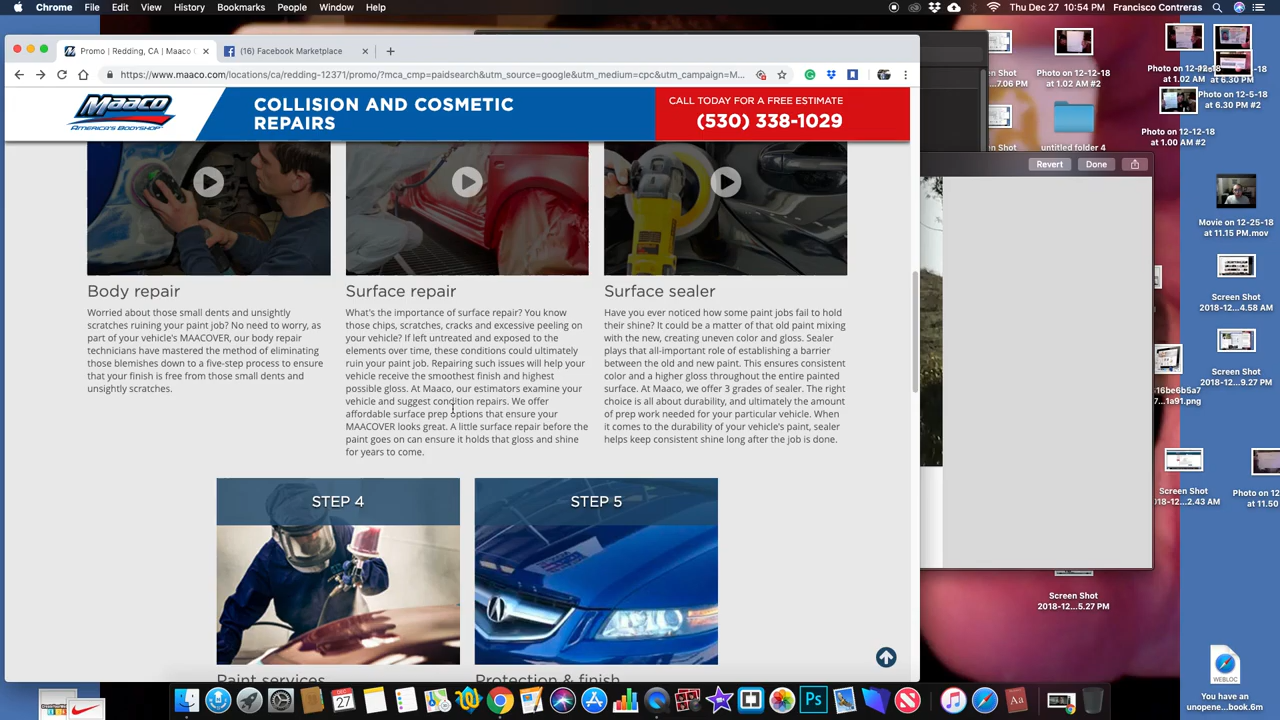 Chrome File Edit View History Bookmarks People Window Help
Thu Dec 27 10:54 PM Francisco Contreras
Promo | Redding, CA | Maaco
(16) Facebook Marketplace
https://www.maaco.com/locations/ca/redding-12371/promo/?mca_cmp=paidsearch&utm_source=google&utm_medium=cpc&utm_campaign=M...
Maaco
AMERICA'S BODYSHOP
COLLISION AND COSMETIC
REPAIRS
CALL TODAY FOR A FREE ESTIMATE
(530) 338-1029
Body repair
Worried about those small dents and unsightly
scratches ruining your paint job? No need to worry, as
part of your vehicle's MAACOVER, our body repair
technicians have mastered the method of eliminating
those blemishes down to a five-step process to ensure
that your finish is free from those small dents and
unsightly scratches.
Surface repair
What's the importance of surface repair? You know
those chips, scratches, cracks and excessive peeling on
your vehicle? If left untreated and exposed to the
elements over time, these conditions could ultimately
ruin your paint job. Repairing such issues will help your
vehicle receive the smoothest finish and highest
possible gloss. At Maaco, our estimators examine your
vehicle and suggest condition repairs. We offer
affordable surface prep options that ensure your
MAACOVER looks great. A little surface repair before the
paint goes on can ensure it holds that gloss and shine
for years to come.
Surface sealer
Have you ever noticed how some paint jobs fail to hold
their shine? It could be a matter of that old paint mixing
with the new, creating uneven color and gloss. Sealer
plays that all-important role of establishing a barrier
between the old and new paint. This ensures consistent
color and a higher gloss throughout the entire painted
surface. At Maaco, we offer 3 grades of sealer. The right
choice is all about durability, and ultimately the amount
of prep work needed for your particular vehicle. When
it comes to the durability of your vehicle's paint, sealer
helps keep consistent shine long after the job is done.
STEP 4
STEP 5
Paint services
Protection & finish
Revert
Done
Photo on 12-12-18
at 1.02 AM #2
untitled folder 4
Photo on 12-5-18
at 6.30 PM #2
Photo on 12-12-18
at 1.00 AM #2
Movie on 12-25-18
at 11.15 PM.mov
Screen Shot
2018-12...4.58 AM
Screen Shot
2018-12...9.27 PM
Screen Shot
2018-12...2.43 AM
Photo on 12
at 11.50
Screen Shot
2018-12...5.27 PM
WEBLOC
You have an
unopene...book.6m